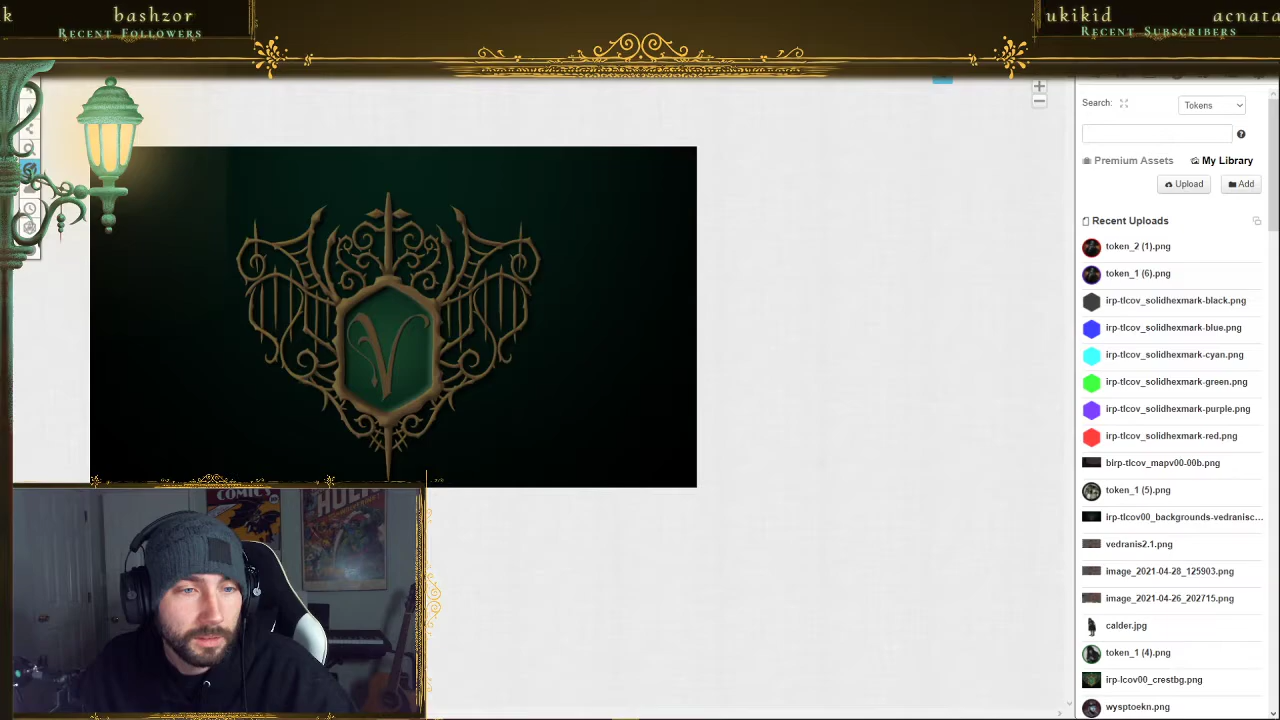 k
bashzor
Recent Followers
ukikid
acnata
Recent Subscribers
Search:
Tokens
Premium Assets
My Library
Upload
Add
Recent Uploads
token_2 (1).png
token_1 (6).png
irp-tlcov_solidhexmark-black.png
irp-tlcov_solidhexmark-blue.png
irp-tlcov_solidhexmark-cyan.png
irp-tlcov_solidhexmark-green.png
irp-tlcov_solidhexmark-purple.png
irp-tlcov_solidhexmark-red.png
birp-tlcov_mapv00-00b.png
token_1 (5).png
irp-tlcov00_backgrounds-vedranisc...
vedranis2.1.png
image_2021-04-28_125903.png
image_2021-04-26_202715.png
calder.jpg
token_1 (4).png
irp-lcov00_crestbg.png
wysptoekn.png
V
COMICS
HULK